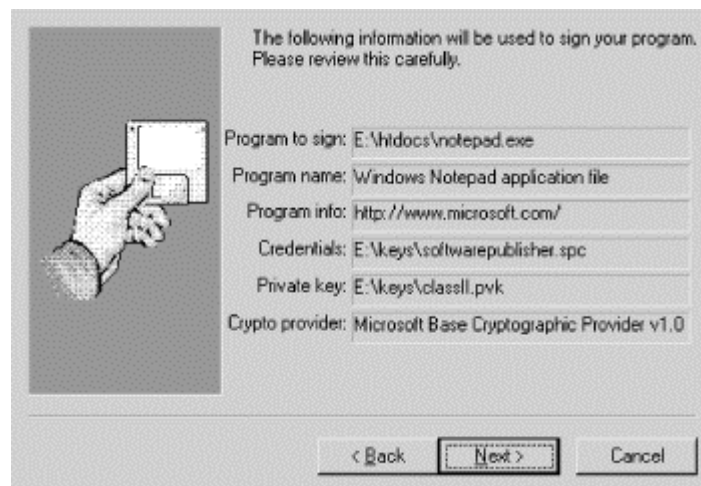 The following information will be used to sign your program.
Please review this carefully.
Program to sign: E:\htdocs\notepad.exe
Program name: Windows Notepad application file
Program info: http://www.microsoft.com/
Credentials: E:\keys\softwarepublisher.spc
Private key: E:\keys\classII.pvk
Crypto provider: Microsoft Base Cryptographic Provider v1.0
< Back Next > Cancel